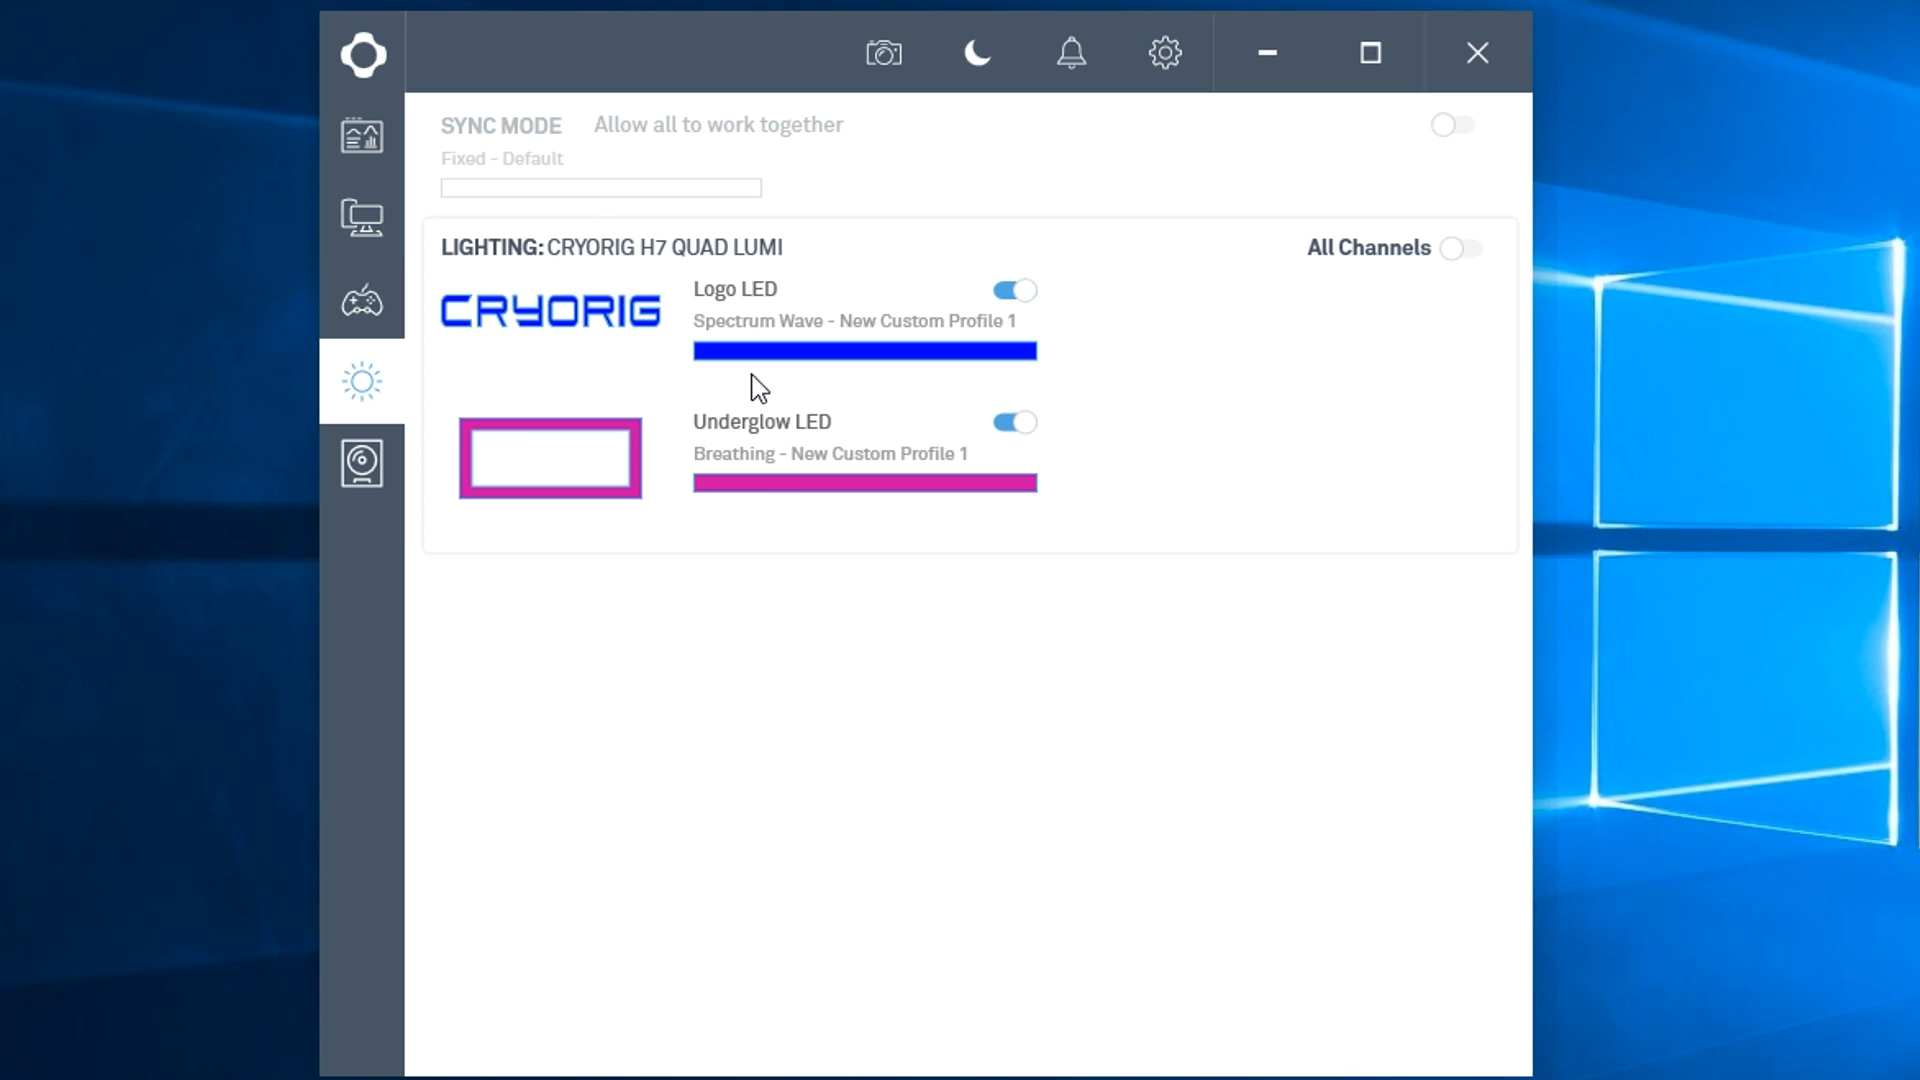 SYNC MODE Allow all to work together
Fixed - Default
LIGHTING: CRYORIG H7 QUAD LUMI All Channels
CRYORIG
Logo LED
Spectrum Wave - New Custom Profile 1
Underglow LED
Breathing - New Custom Profile 1